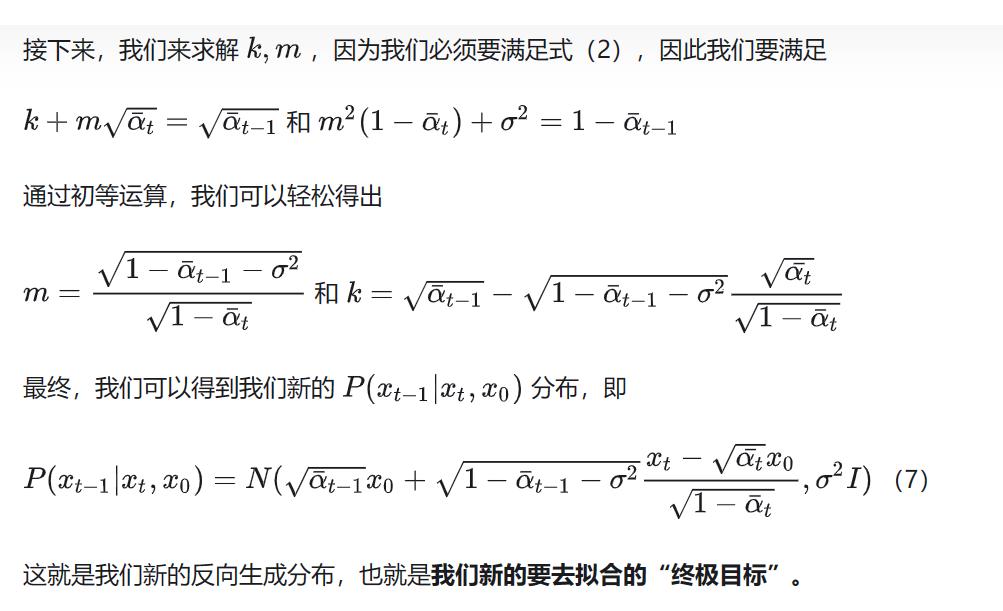 接下来，我们来求解 $k, m$ ，因为我们必须要满足式（2），因此我们要满足
$k + m\sqrt{\bar{\alpha}_t} = \sqrt{\bar{\alpha}_{t-1}}$ 和 $m^2(1 - \bar{\alpha}_t) + \sigma^2 = 1 - \bar{\alpha}_{t-1}$
通过初等运算，我们可以轻松得出
$m = \frac{\sqrt{1 - \bar{\alpha}_{t-1} - \sigma^2}}{\sqrt{1 - \bar{\alpha}_t}}$ 和 $k = \sqrt{\bar{\alpha}_{t-1}} - \sqrt{1 - \bar{\alpha}_{t-1} - \sigma^2}\frac{\sqrt{\bar{\alpha}_t}}{\sqrt{1 - \bar{\alpha}_t}}$
最终，我们可以得到我们新的 $P(x_{t-1}|x_t, x_0)$ 分布，即
$P(x_{t-1}|x_t, x_0) = N(\sqrt{\bar{\alpha}_{t-1}}x_0 + \sqrt{1 - \bar{\alpha}_{t-1} - \sigma^2}\frac{x_t - \sqrt{\bar{\alpha}_t}x_0}{\sqrt{1 - \bar{\alpha}_t}}, \sigma^2 I)$ （7）
这就是我们新的反向生成分布，也就是我们新的要去拟合的“终极目标”。